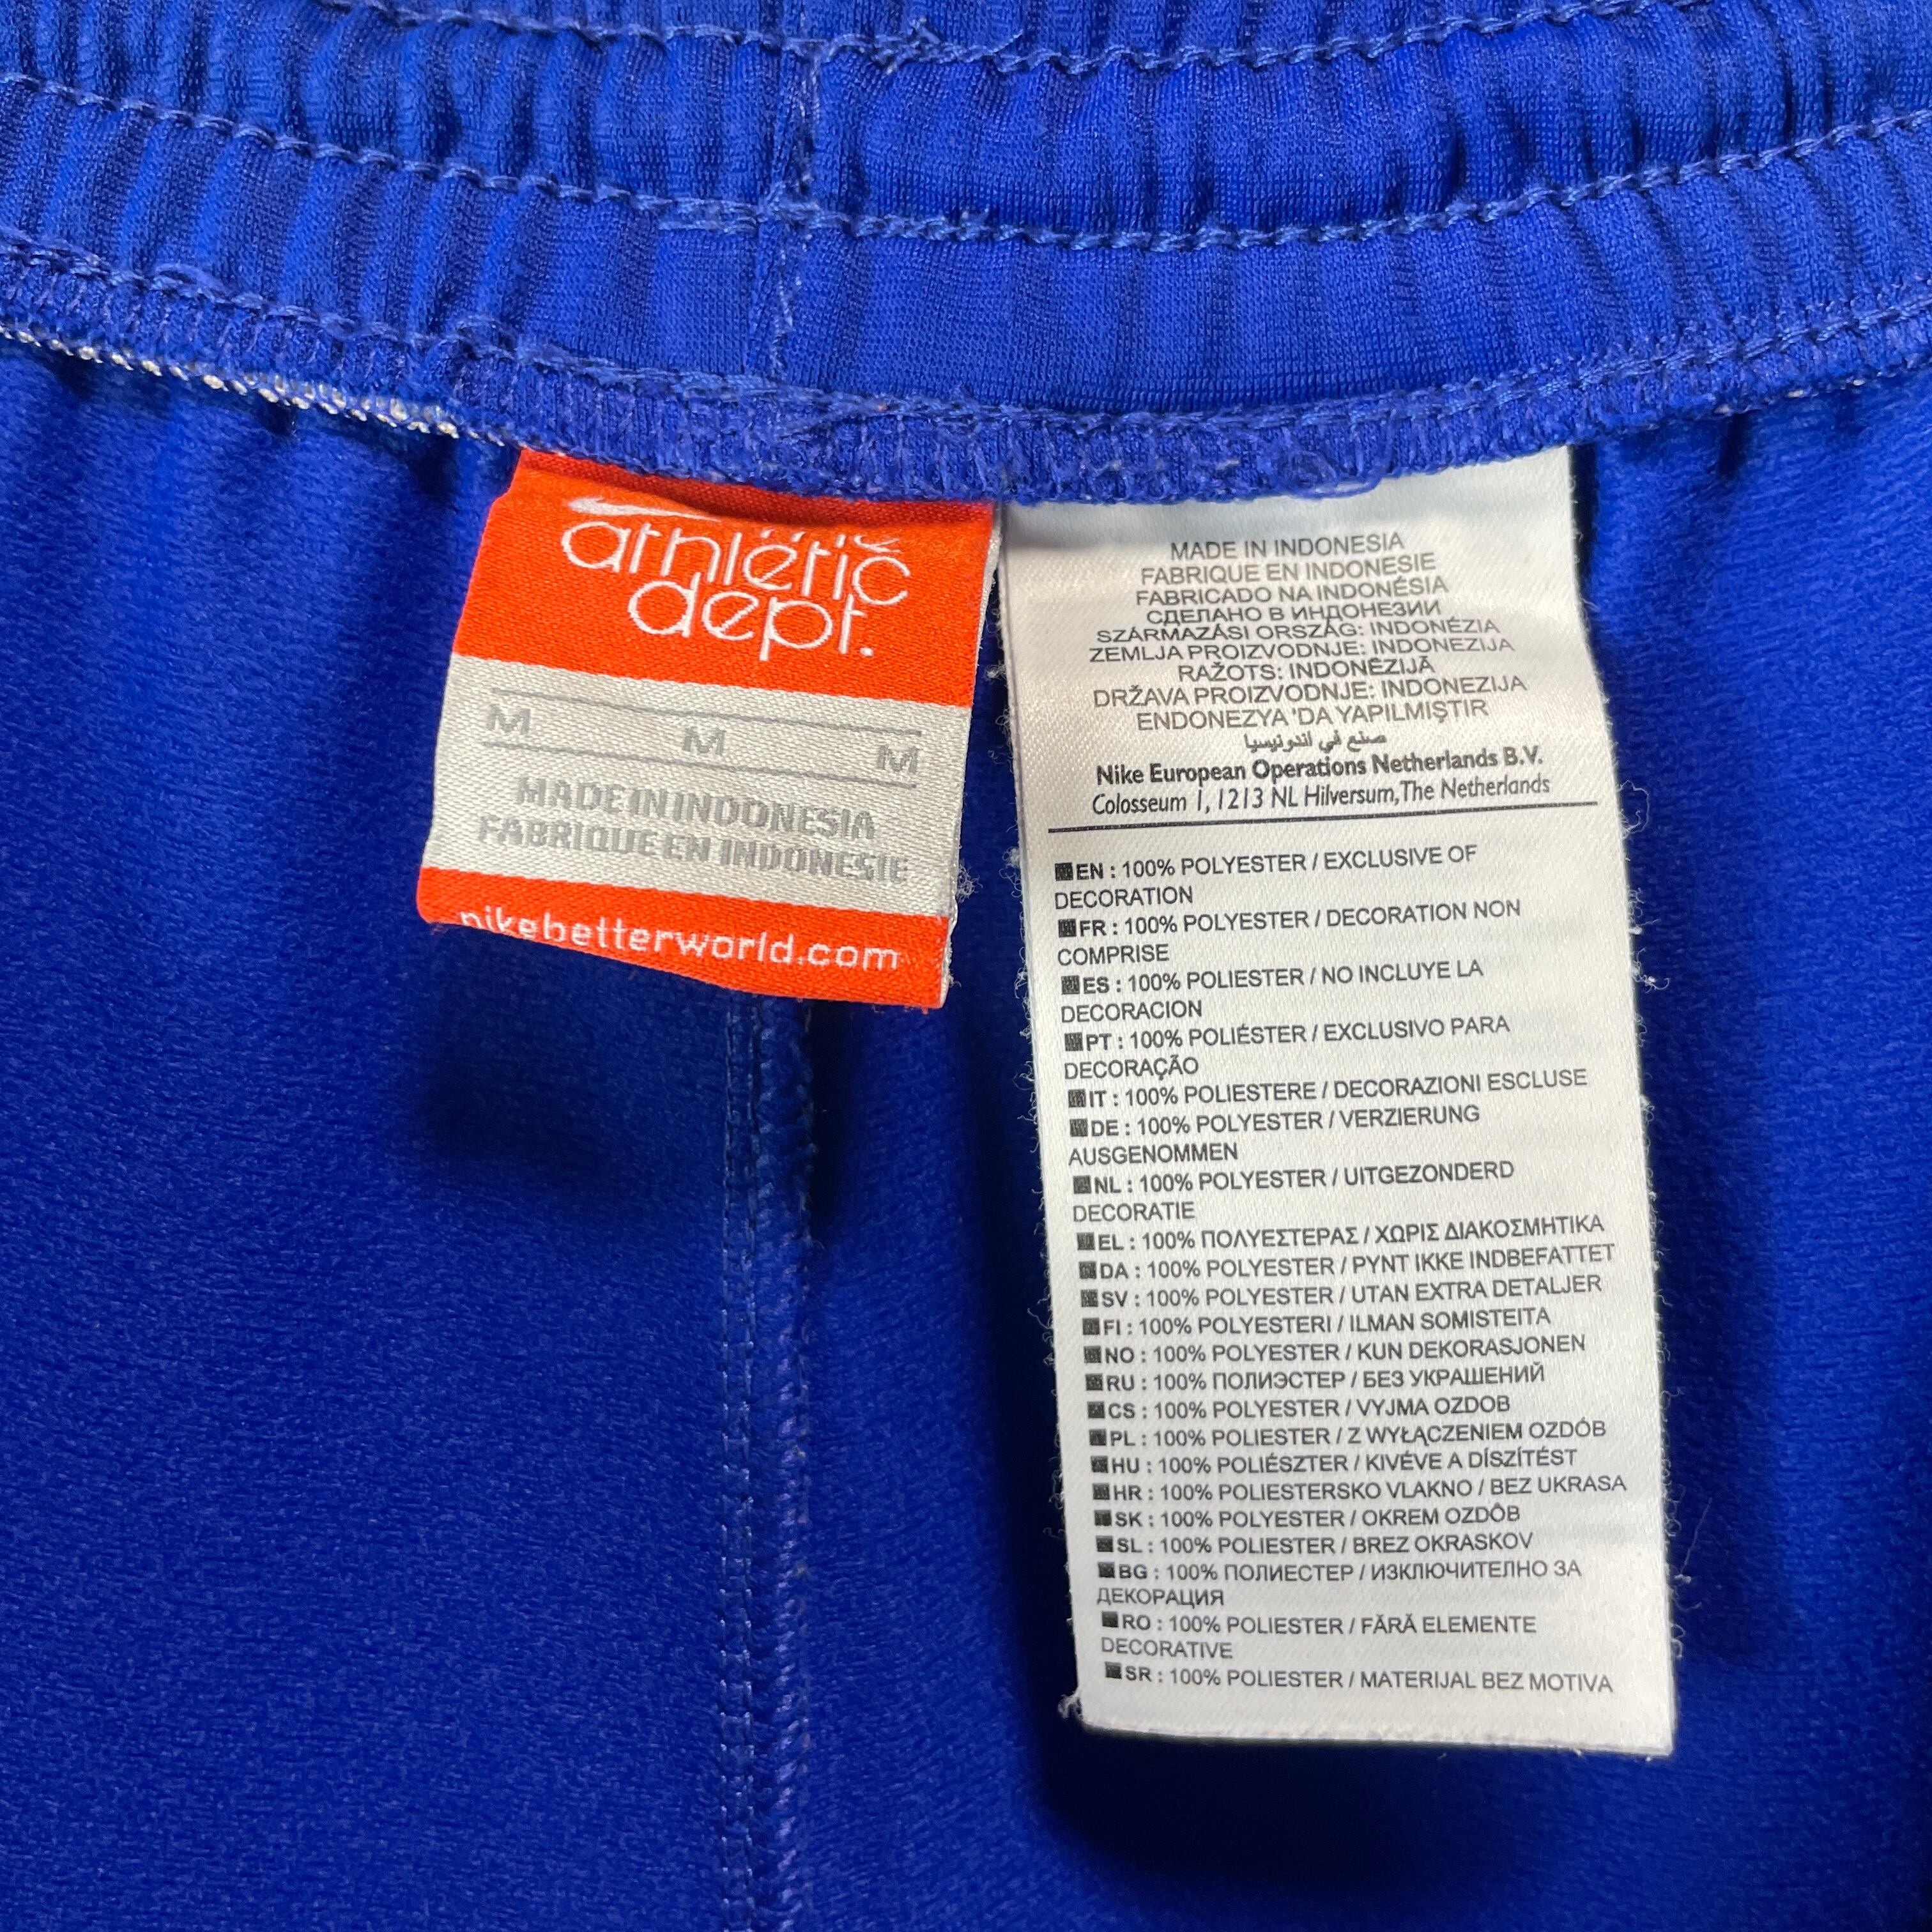 athletic
dept.
M M M
MADE IN INDONESIA
FABRIQUE EN INDONESIE
nikebetterworld.com
MADE IN INDONESIA
FABRIQUE EN INDONESIE
FABRICADO NA INDONÉSIA
СДЕЛАНО В ИНДОНЕЗИИ
SZÁRMAZÁSI ORSZÁG: INDONÉZIA
ZEMLJA PROIZVODNJE: INDONEZIJA
RAŽOTS: INDONĒZIJĀ
DRŽAVA PROIZVODNJE: INDONEZIJA
ENDONEZYA 'DA YAPILMIŞTIR
صنع في اندونيسيا
Nike European Operations Netherlands B.V.
Colosseum 1, 1213 NL Hilversum, The Netherlands
EN : 100% POLYESTER / EXCLUSIVE OF
DECORATION
FR : 100% POLYESTER / DECORATION NON
COMPRISE
ES : 100% POLIESTER / NO INCLUYE LA
DECORACION
PT : 100% POLIÉSTER / EXCLUSIVO PARA
DECORAÇÃO
IT : 100% POLIESTERE / DECORAZIONI ESCLUSE
DE : 100% POLYESTER / VERZIERUNG
AUSGENOMMEN
NL : 100% POLYESTER / UITGEZONDERD
DECORATIE
EL : 100% ΠΟΛΥΕΣΤΕΡΑΣ / ΧΩΡΙΣ ΔΙΑΚΟΣΜΗΤΙΚΑ
DA : 100% POLYESTER / PYNT IKKE INDBEFATTET
SV : 100% POLYESTER / UTAN EXTRA DETALJER
FI : 100% POLYESTERI / ILMAN SOMISTEITA
NO : 100% POLYESTER / KUN DEKORASJONEN
RU : 100% ПОЛИЭСТЕР / БЕЗ УКРАШЕНИЙ
CS : 100% POLYESTER / VYJMA OZDOB
PL : 100% POLIESTER / Z WYŁĄCZENIEM OZDÓB
HU : 100% POLIÉSZTER / KIVÉVE A DÍSZÍTÉST
HR : 100% POLIESTERSKO VLAKNO / BEZ UKRASA
SK : 100% POLYESTER / OKREM OZDÔB
SL : 100% POLIESTER / BREZ OKRASKOV
BG : 100% ПОЛИЕСТЕР / ИЗКЛЮЧИТЕЛНО ЗА
ДЕКОРАЦИЯ
RO : 100% POLIESTER / FĂRĂ ELEMENTE
DECORATIVE
SR : 100% POLIESTER / MATERIJAL BEZ MOTIVA